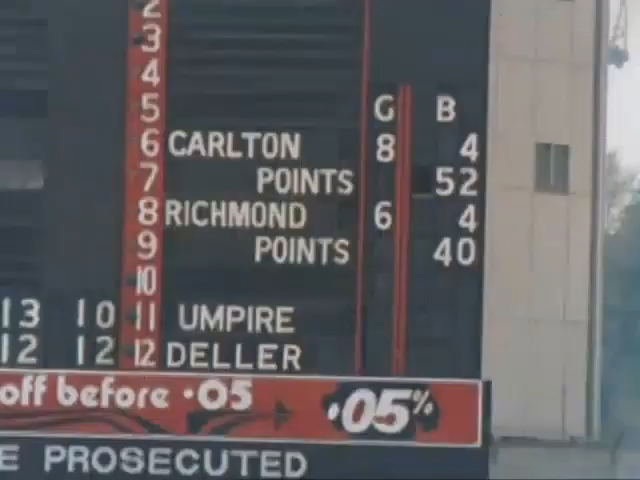 2
3
4
5 G B
6 CARLTON 8 4
7 POINTS 52
8 RICHMOND 6 4
9 POINTS 40
10
13 10 11 UMPIRE
12 12 12 DELLER
off before .05 .05%
E PROSECUTED